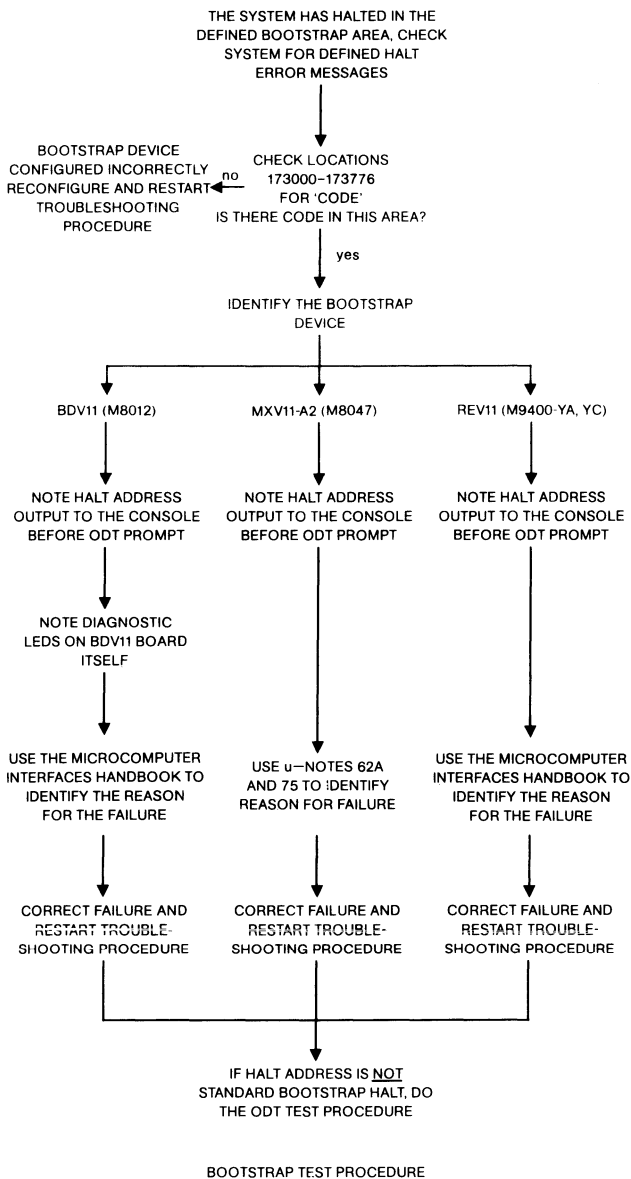 THE SYSTEM HAS HALTED IN THE
DEFINED BOOTSTRAP AREA, CHECK
SYSTEM FOR DEFINED HALT
ERROR MESSAGES
BOOTSTRAP DEVICE
CONFIGURED INCORRECTLY
RECONFIGURE AND RESTART
TROUBLESHOOTING
PROCEDURE
no
CHECK LOCATIONS
173000–173776
FOR 'CODE'
IS THERE CODE IN THIS AREA?
yes
IDENTIFY THE BOOTSTRAP
DEVICE
BDV11 (M8012)
NOTE HALT ADDRESS
OUTPUT TO THE CONSOLE
BEFORE ODT PROMPT
NOTE DIAGNOSTIC
LEDS ON BDV11 BOARD
ITSELF
USE THE MICROCOMPUTER
INTERFACES HANDBOOK TO
IDENTIFY THE REASON
FOR THE FAILURE
CORRECT FAILURE AND
RESTART TROUBLE-
SHOOTING PROCEDURE
MXV11-A2 (M8047)
NOTE HALT ADDRESS
OUTPUT TO THE CONSOLE
BEFORE ODT PROMPT
USE u–NOTES 62A
AND 75 TO IDENTIFY
REASON FOR FAILURE
CORRECT FAILURE AND
RESTART TROUBLE-
SHOOTING PROCEDURE
REV11 (M9400-YA, YC)
NOTE HALT ADDRESS
OUTPUT TO THE CONSOLE
BEFORE ODT PROMPT
USE THE MICROCOMPUTER
INTERFACES HANDBOOK TO
IDENTIFY THE REASON
FOR THE FAILURE
CORRECT FAILURE AND
RESTART TROUBLE-
SHOOTING PROCEDURE
IF HALT ADDRESS IS NOT
STANDARD BOOTSTRAP HALT, DO
THE ODT TEST PROCEDURE
BOOTSTRAP TEST PROCEDURE